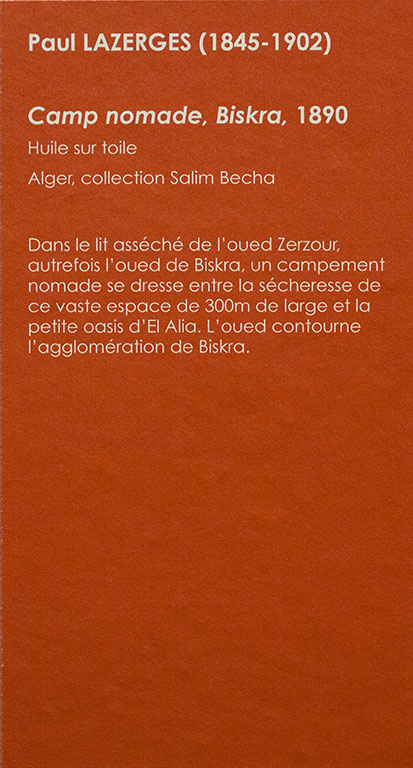 Paul LAZERGES (1845-1902)
Camp nomade, Biskra, 1890
Huile sur toile
Alger, collection Salim Becha
Dans le lit asséché de l'oued Zerzour,
autrefois l'oued de Biskra, un campement
nomade se dresse entre la sécheresse de
ce vaste espace de 300m de large et la
petite oasis d'El Alia. L'oued contourne
l'agglomération de Biskra.